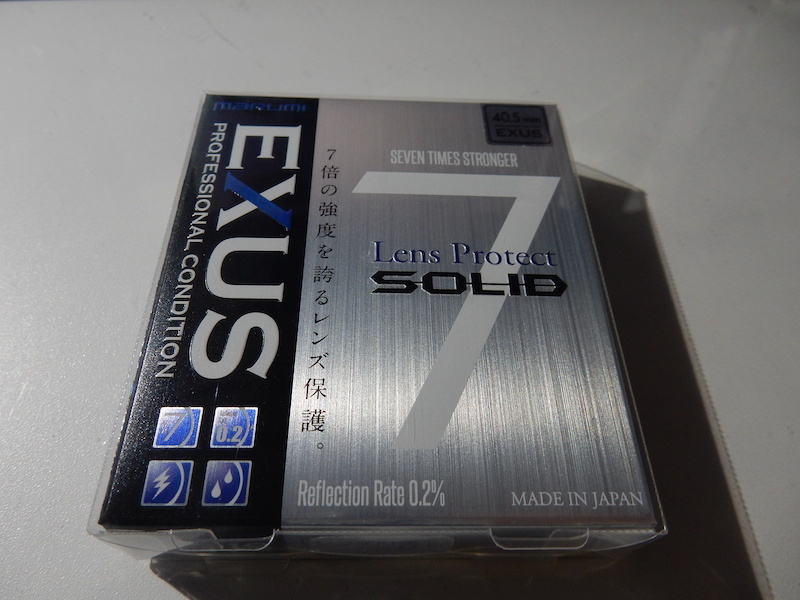 marumi
EXUS
PROFESSIONAL CONDITION
7
0.2
7倍の強度を誇るレンズ保護。
40.5mm
EXUS
SEVEN TIMES STRONGER
7
Lens Protect
SOLID
Reflection Rate 0.2%
MADE IN JAPAN